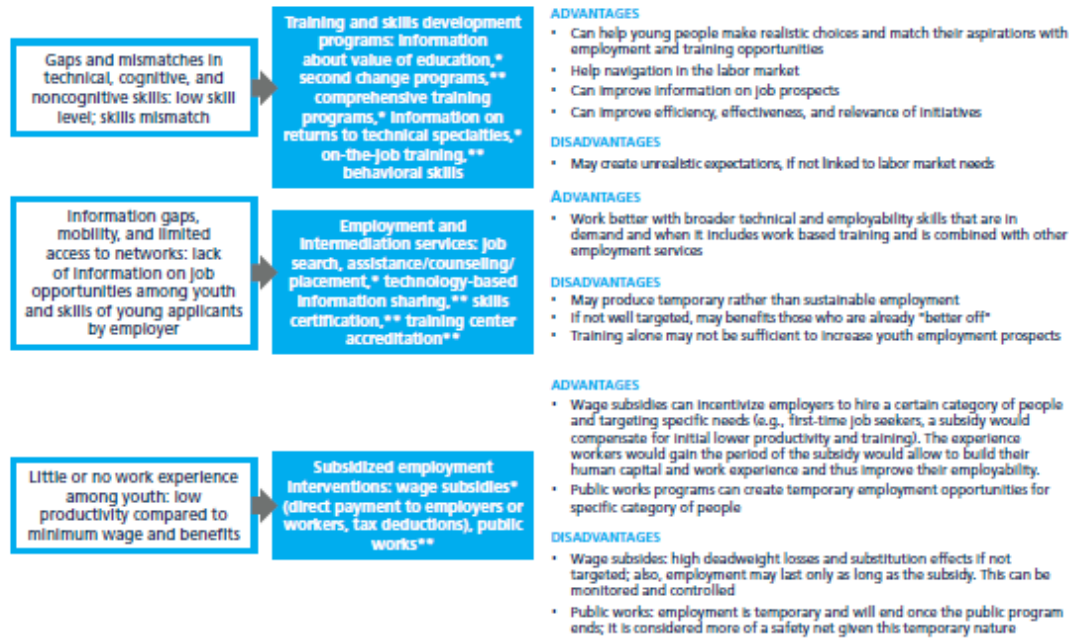 Gaps and mismatches in
technical, cognitive, and
noncognitive skills: low skill
level; skills mismatch
Training and skills development
programs: information
about value of education,*
second change programs,**
comprehensive training
programs,* information on
returns to technical specialties,*
on-the-job training,**
behavioral skills
ADVANTAGES
• Can help young people make realistic choices and match their aspirations with
employment and training opportunities
• Help navigation in the labor market
• Can improve information on job prospects
• Can improve efficiency, effectiveness, and relevance of initiatives
DISADVANTAGES
• May create unrealistic expectations, if not linked to labor market needs
Information gaps,
mobility, and limited
access to networks: lack
of information on job
opportunities among youth
and skills of young applicants
by employer
Employment and
intermediation services: job
search, assistance/counseling/
placement,* technology-based
information sharing,** skills
certification,** training center
accreditation**
ADVANTAGES
• Work better with broader technical and employability skills that are in
demand and when it includes work based training and is combined with other
employment services
DISADVANTAGES
• May produce temporary rather than sustainable employment
• If not well targeted, may benefits those who are already "better off"
• Training alone may not be sufficient to increase youth employment prospects
Little or no work experience
among youth: low
productivity compared to
minimum wage and benefits
Subsidized employment
interventions: wage subsidies*
(direct payment to employers or
workers, tax deductions), public
works**
ADVANTAGES
• Wage subsidies can incentivize employers to hire a certain category of people
and targeting specific needs (e.g., first-time job seekers, a subsidy would
compensate for initial lower productivity and training). The experience
workers would gain the period of the subsidy would allow to build their
human capital and work experience and thus improve their employability.
• Public works programs can create temporary employment opportunities for
specific category of people
DISADVANTAGES
• Wage subsides: high deadweight losses and substitution effects if not
targeted; also, employment may last only as long as the subsidy. This can be
monitored and controlled
• Public works: employment is temporary and will end once the public program
ends; it is considered more of a safety net given this temporary nature